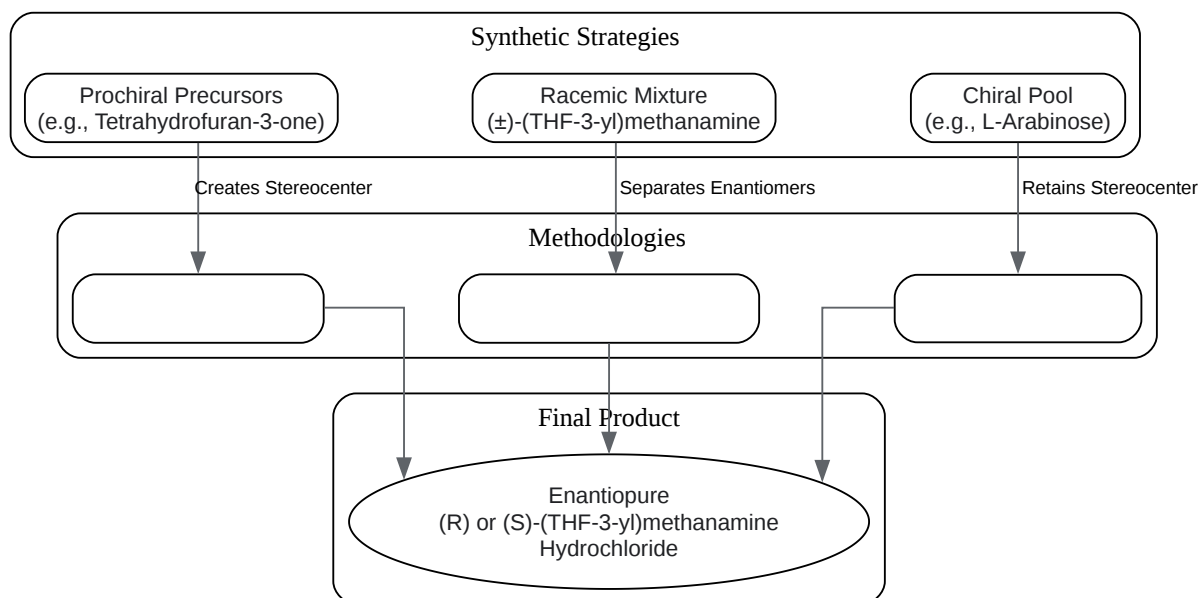 Synthetic Strategies
Prochiral Precursors
(e.g., Tetrahydrofuran-3-one)
Racemic Mixture
(±)-(THF-3-yl)methanamine
Chiral Pool
(e.g., L-Arabinose)
Creates Stereocenter
Separates Enantiomers
Retains Stereocenter
Methodologies
Final Product
Enantiopure
(R) or (S)-(THF-3-yl)methanamine
Hydrochloride